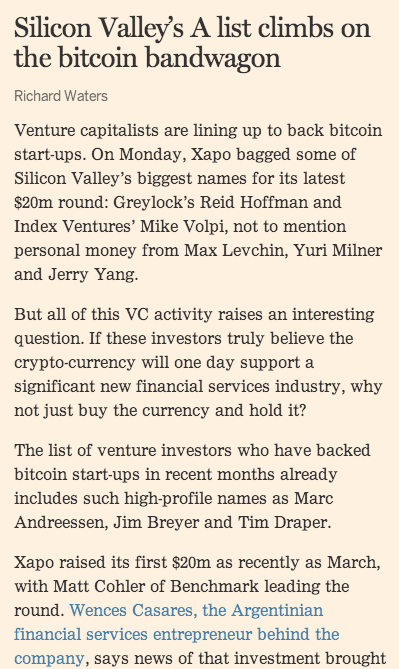 Silicon Valley’s A list climbs on
the bitcoin bandwagon
Richard Waters
Venture capitalists are lining up to back bitcoin
start-ups. On Monday, Xapo bagged some of
Silicon Valley’s biggest names for its latest
$20m round: Greylock’s Reid Hoffman and
Index Ventures’ Mike Volpi, not to mention
personal money from Max Levchin, Yuri Milner
and Jerry Yang.
But all of this VC activity raises an interesting
question. If these investors truly believe the
crypto-currency will one day support a
significant new financial services industry, why
not just buy the currency and hold it?
The list of venture investors who have backed
bitcoin start-ups in recent months already
includes such high-profile names as Marc
Andreessen, Jim Breyer and Tim Draper.
Xapo raised its first $20m as recently as March,
with Matt Cohler of Benchmark leading the
round. Wences Casares, the Argentinian
financial services entrepreneur behind the
company, says news of that investment brought